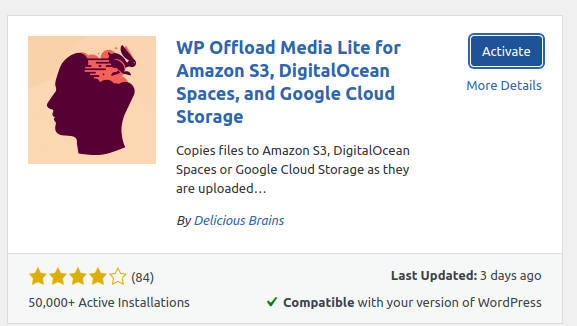 WP Offload Media Lite for
Amazon S3, DigitalOcean
Spaces, and Google Cloud
Storage
Activate
More Details
Copies files to Amazon S3, DigitalOcean
Spaces or Google Cloud Storage as they
are uploaded…
By Delicious Brains
(84)
Last Updated: 3 days ago
50,000+ Active Installations
Compatible with your version of WordPress